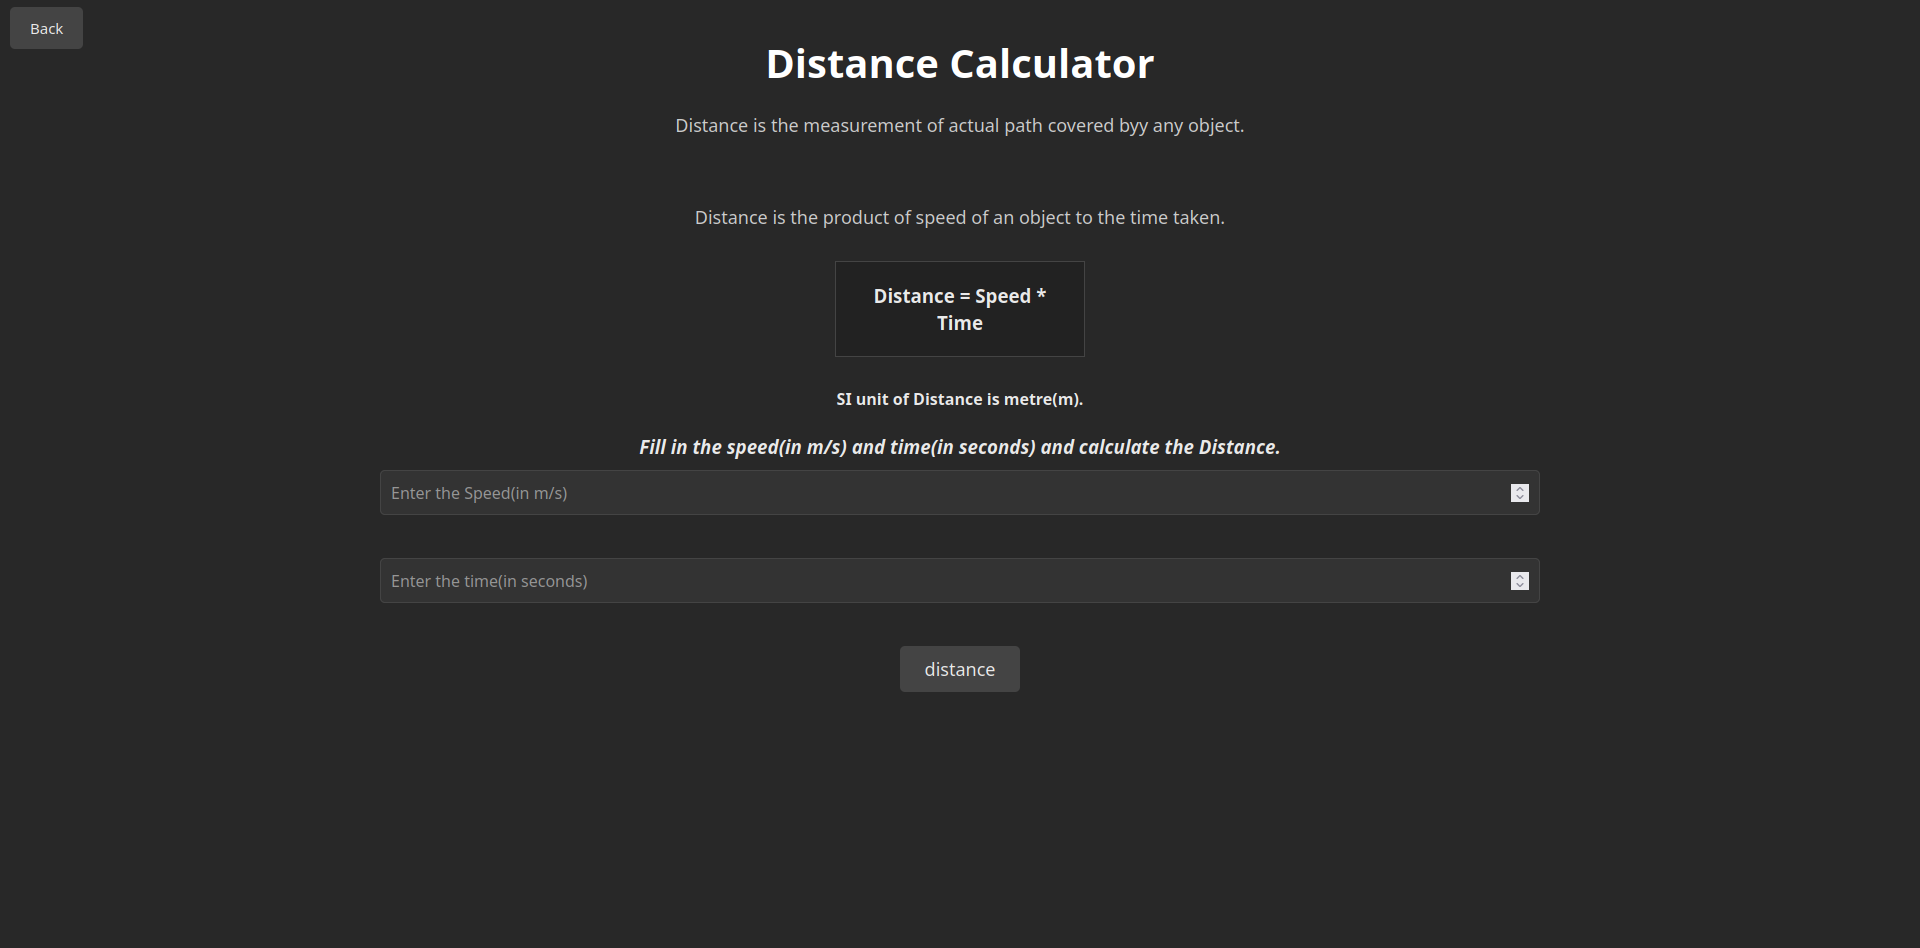 Back
Distance Calculator
Distance is the measurement of actual path covered byy any object.
Distance is the product of speed of an object to the time taken.
Distance = Speed *
Time
SI unit of Distance is metre(m).
Fill in the speed(in m/s) and time(in seconds) and calculate the Distance.
Enter the Speed(in m/s)
Enter the time(in seconds)
distance